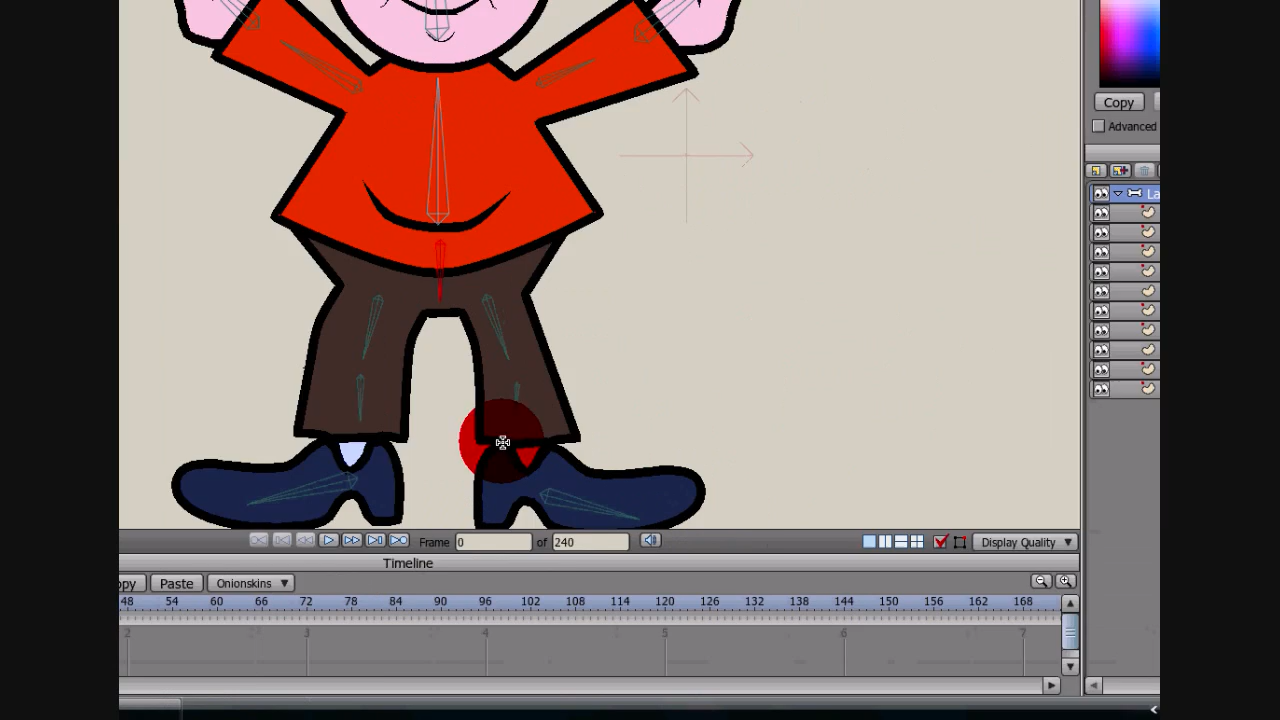 Copy
Advanced
La
Frame 0 of 240 Display Quality
Timeline
opy Paste Onionskins
48 54 60 66 72 78 84 90 96 102 108 114 120 126 132 138 144 150 156 162 168
2 3 4 5 6 7